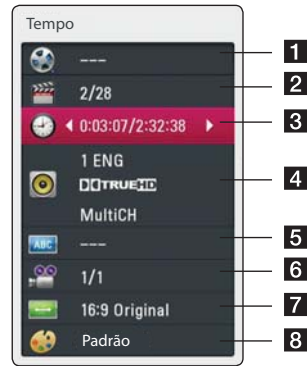 Tempo
--- 1
2/28 2
0:03:07/2:32:38 3
1 ENG
DTRUEHD 4
MultiCH
ABC --- 5
1/1 6
16:9 Original 7
Padrão 8